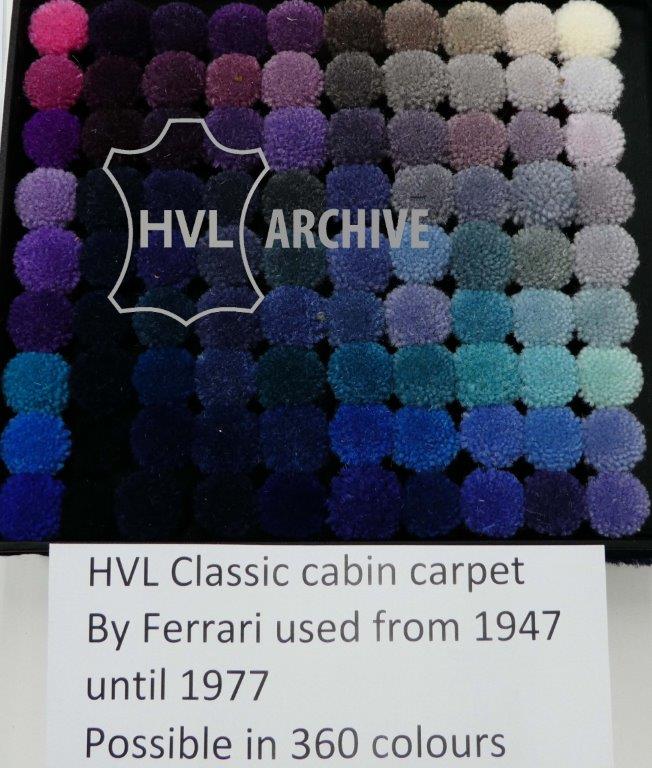 HVL ARCHIVE
HVL Classic cabin carpet
By Ferrari used from 1947
until 1977
Possible in 360 colours